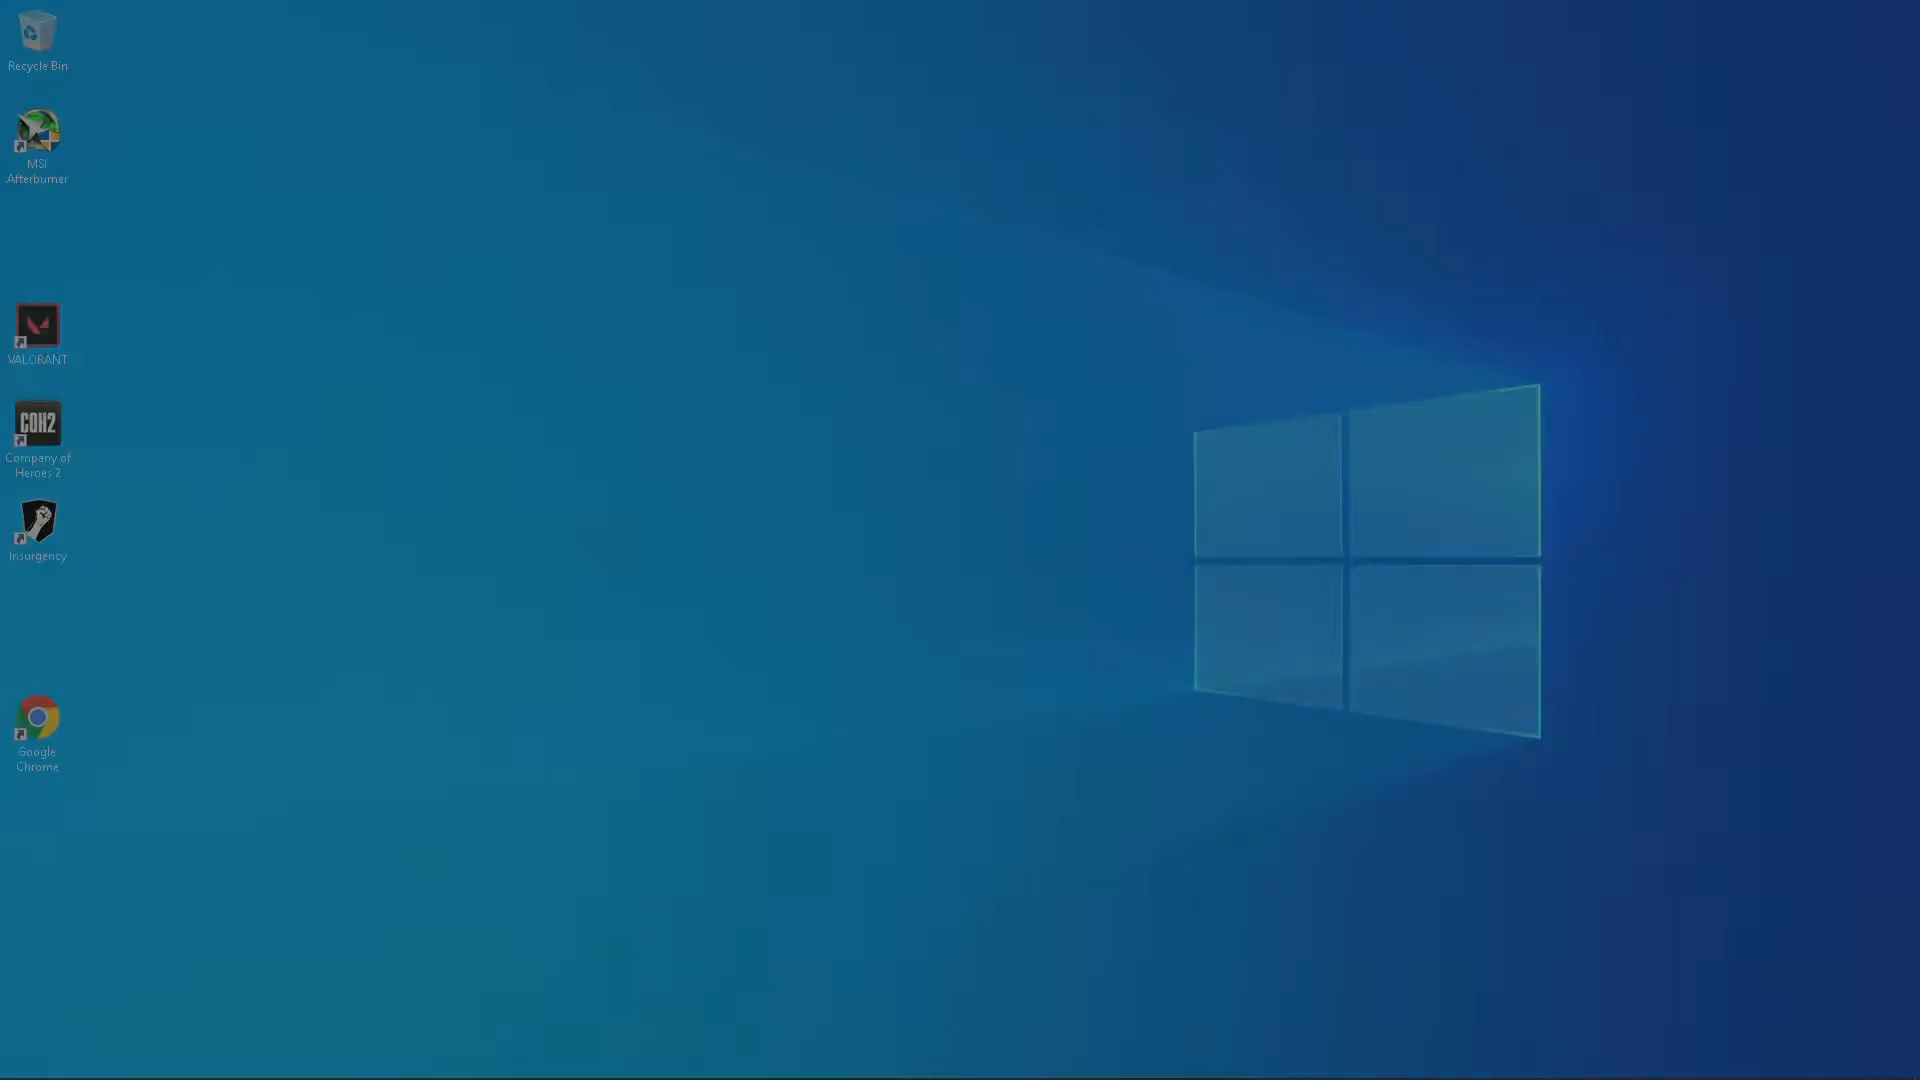 Recycle Bin
MSI
Afterburner
VALORANT
COH2
Company of
Heroes 2
Insurgency
Google
Chrome